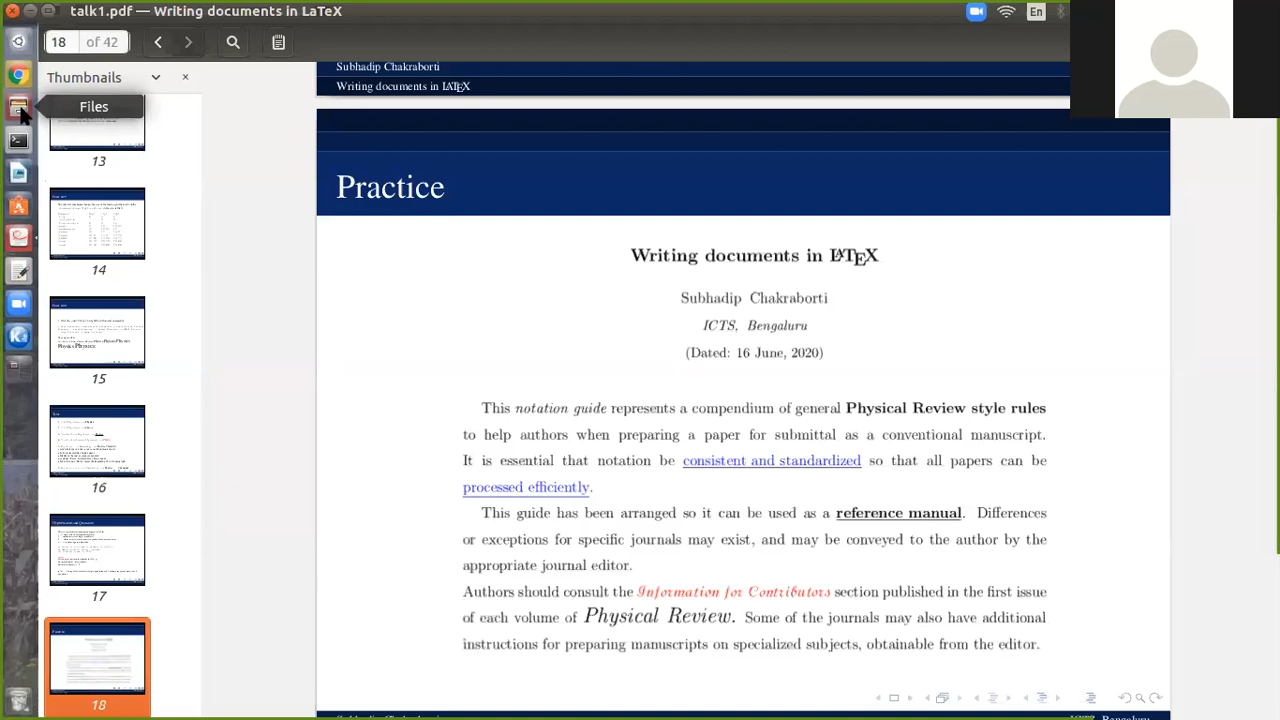 talk1.pdf — Writing documents in LaTeX
En
18 of 42
Thumbnails
Files
13
14
15
16
17
18
Subhadip Chakraborti
Writing documents in LATEX
Practice
Writing documents in LATEX
Subhadip Chakraborti
ICTS, Bengaluru
(Dated: 16 June, 2020)
This notation guide represents a compendium of general Physical Review style rules
to help authors when preparing a paper for submittal as a conventional manuscript.
It is essential that notation be consistent and standardized so that all papers can be
processed efficiently.
This guide has been arranged so it can be used as a reference manual. Differences
or exceptions for specific journals may exist, and may be conveyed to the author by the
appropriate journal editor.
Authors should consult the Information for Contributors section published in the first issue
of each volume of Physical Review. Some of the journals may also have additional
instructions for preparing manuscripts on specialized subjects, obtainable from the editor.